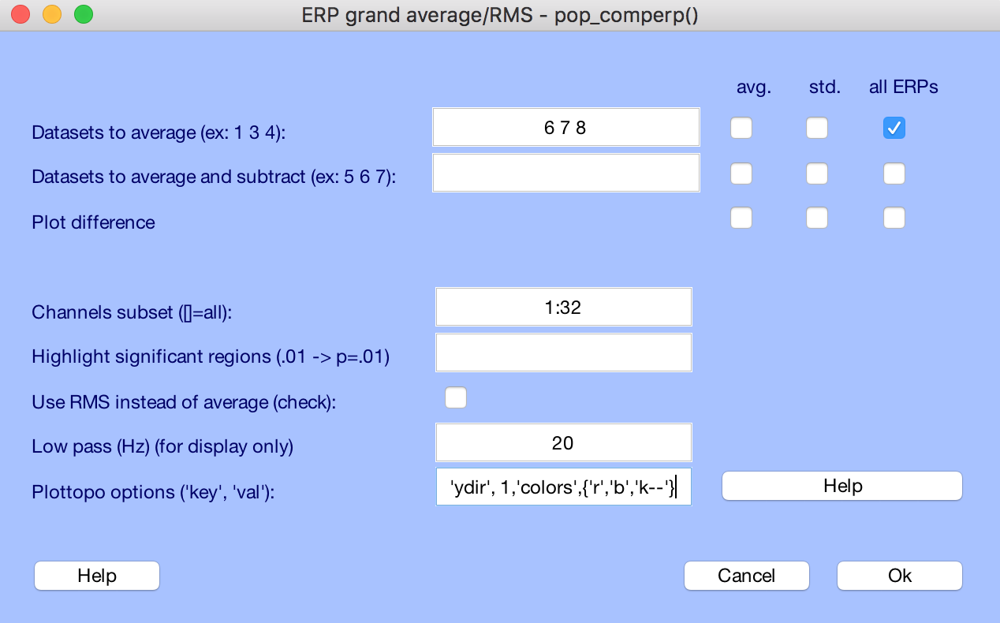 ERP grand average/RMS - pop_comperp()
avg. std. all ERPs
Datasets to average (ex: 1 3 4): 6 7 8
Datasets to average and subtract (ex: 5 6 7):
Plot difference
Channels subset ([]=all): 1:32
Highlight significant regions (.01 -> p=.01)
Use RMS instead of average (check):
Low pass (Hz) (for display only) 20
Plottopo options ('key', 'val'): 'ydir', 1,'colors',{'r','b','k--'} Help
Help Cancel Ok